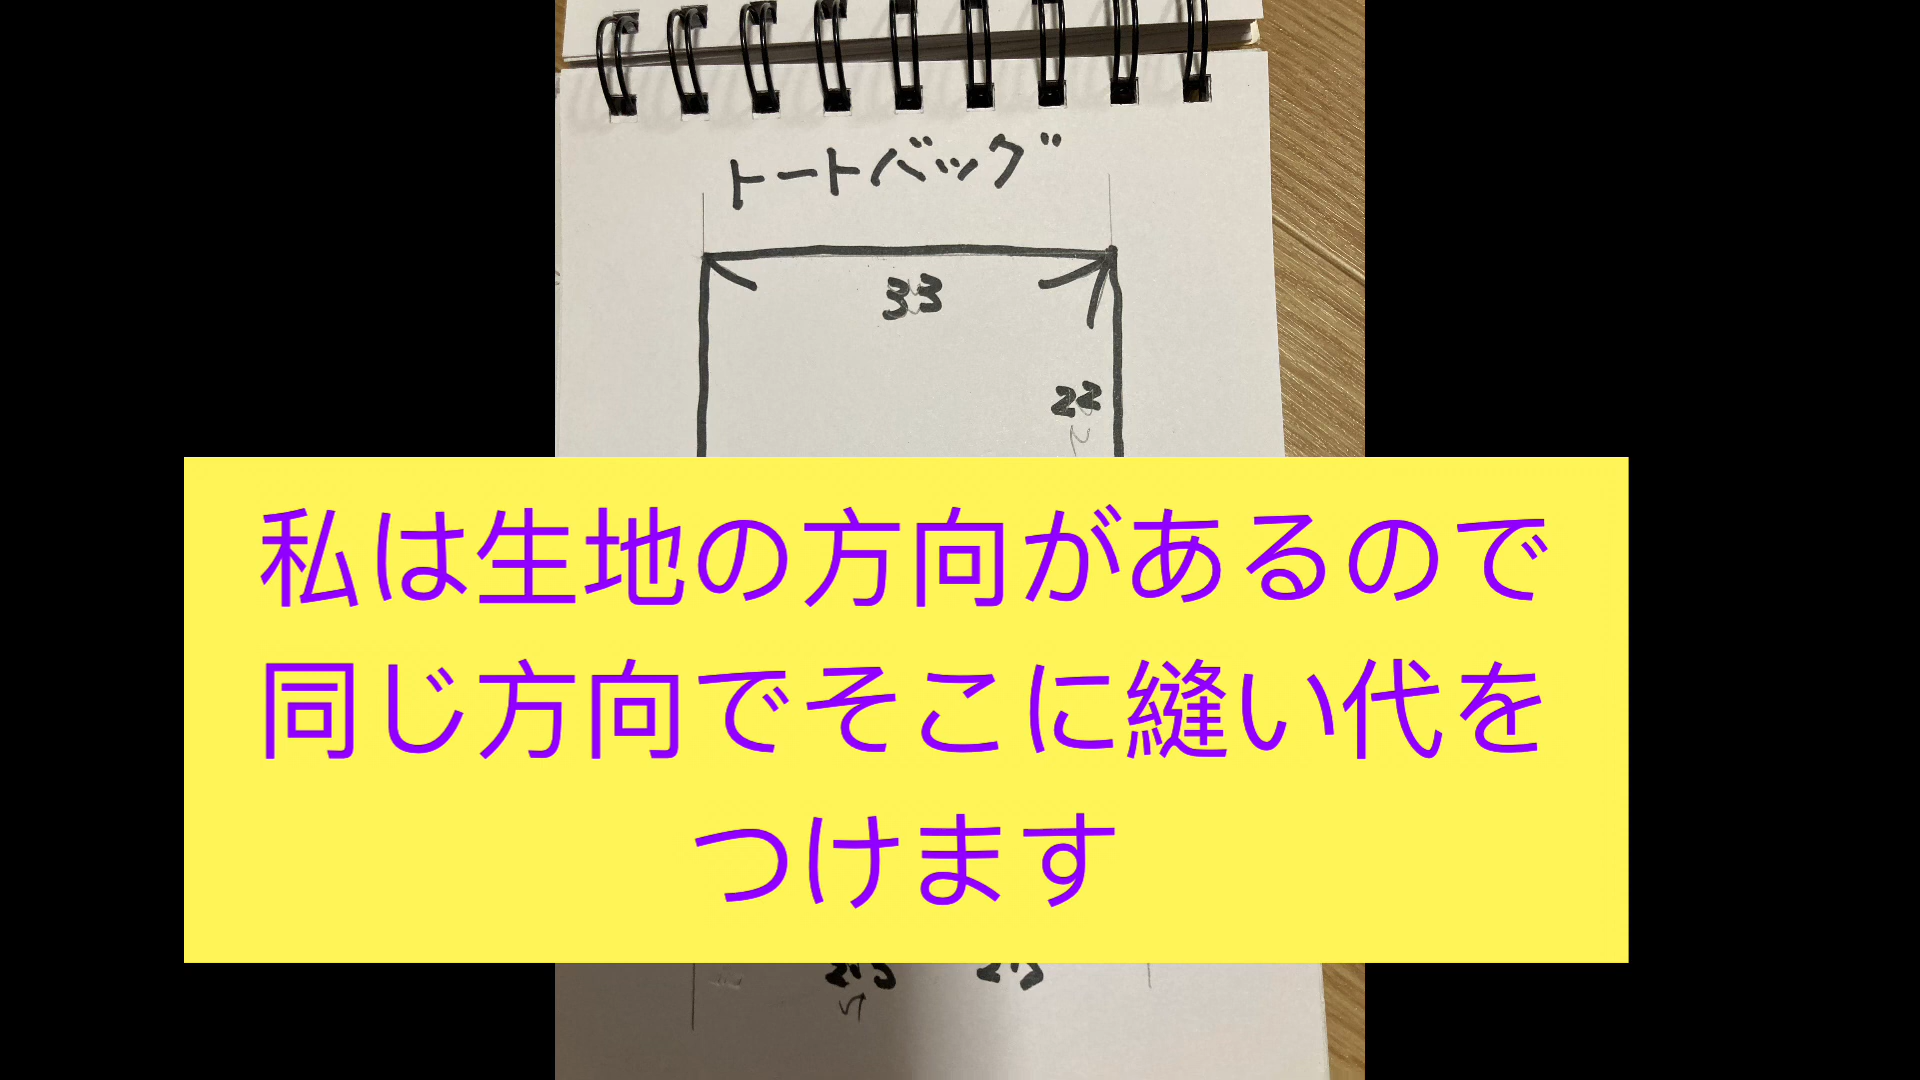 トートバッグ
33
22
私は生地の方向があるので
同じ方向でそこに縫い代を
つけます